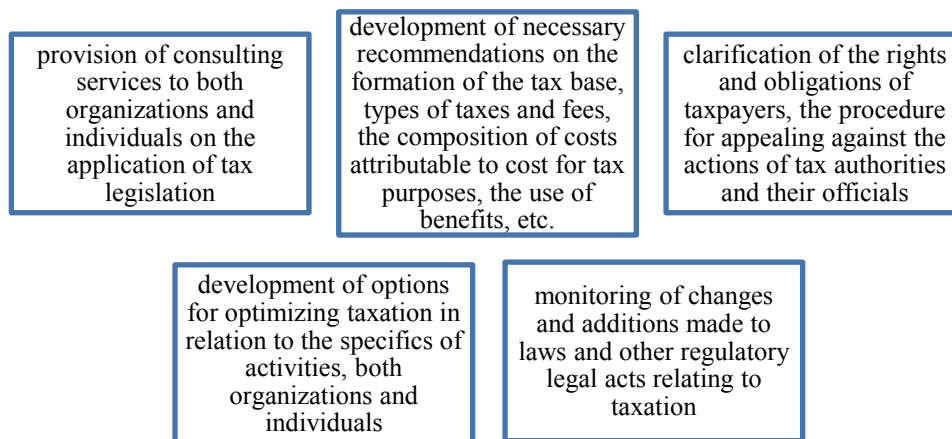 provision of consulting
services to both
organizations and
individuals on the
application of tax
legislation
development of necessary
recommendations on the
formation of the tax base,
types of taxes and fees,
the composition of costs
attributable to cost for tax
purposes, the use of
benefits, etc.
clarification of the rights
and obligations of
taxpayers, the procedure
for appealing against the
actions of tax authorities
and their officials
development of options
for optimizing taxation in
relation to the specifics of
activities, both
organizations and
individuals
monitoring of changes
and additions made to
laws and other regulatory
legal acts relating to
taxation